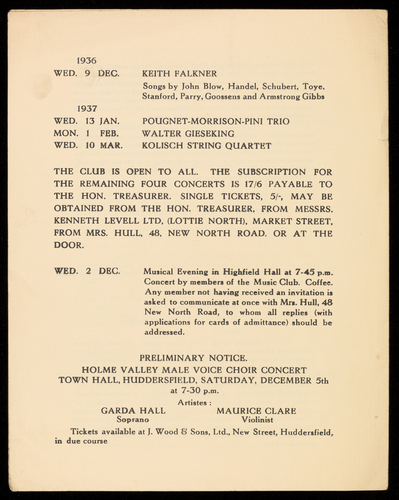 1936
WED. 9 DEC. KEITH FALKNER
Songs by John Blow, Handel, Schubert, Toye,
Stanford, Parry, Goossens and Armstrong Gibbs
1937
WED. 13 JAN. POUGNET-MORRISON-PINI TRIO
MON. 1 FEB. WALTER GIESEKING
WED. 10 MAR. KOLISCH STRING QUARTET
THE CLUB IS OPEN TO ALL. THE SUBSCRIPTION FOR
THE REMAINING FOUR CONCERTS IS 17/6 PAYABLE TO
THE HON. TREASURER. SINGLE TICKETS, 5/-, MAY BE
OBTAINED FROM THE HON. TREASURER, FROM MESSRS.
KENNETH LEVELL LTD, (LOTTIE NORTH), MARKET STREET,
FROM MRS. HULL, 48, NEW NORTH ROAD. OR AT THE
DOOR.
WED. 2 DEC. Musical Evening in Highfield Hall at 7-45 p.m.
Concert by members of the Music Club. Coffee.
Any member not having received an invitation is
asked to communicate at once with Mrs. Hull, 48
New North Road, to whom all replies (with
applications for cards of admittance) should be
addressed.
PRELIMINARY NOTICE.
HOLME VALLEY MALE VOICE CHOIR CONCERT
TOWN HALL, HUDDERSFIELD, SATURDAY, DECEMBER 5th
at 7-30 p.m.
Artistes :
GARDA HALL MAURICE CLARE
Soprano Violinist
Tickets available at J. Wood & Sons, Ltd., New Street, Huddersfield,
in due course